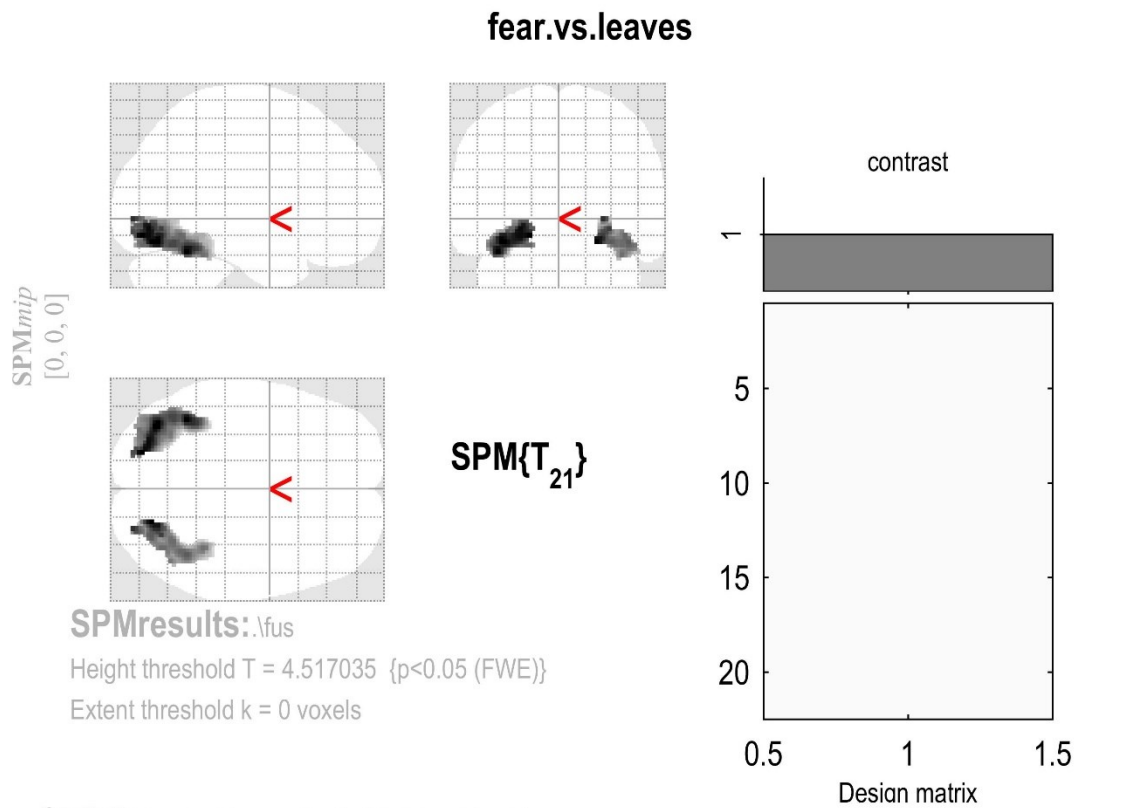 fear.vs.leaves
SPMmip
[0, 0, 0]
<
<
<
SPM{T21}
SPMresults:.\fus
Height threshold T = 4.517035 {p<0.05 (FWE)}
Extent threshold k = 0 voxels
contrast
1
5
10
15
20
0.5 1 1.5
Design matrix